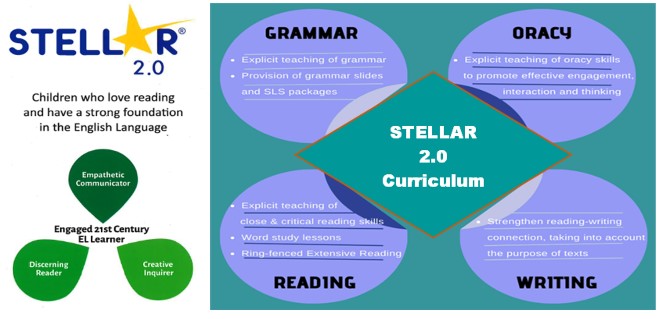 STELLAR®
2.0
Children who love reading
and have a strong foundation
in the English Language
Empathetic
Communicator
Engaged 21st Century
EL Learner
Discerning
Reader
Creative
Inquirer
GRAMMAR
• Explicit teaching of grammar
• Provision of grammar slides
and SLS packages
ORACY
• Explicit teaching of oracy skills
to promote effective engagement,
interaction and thinking
STELLAR
2.0
Curriculum
• Explicit teaching of
close & critical reading skills
• Word study lessons
• Ring-fenced Extensive Reading
READING
• Strengthen reading-writing
connection, taking into account
the purpose of texts
WRITING